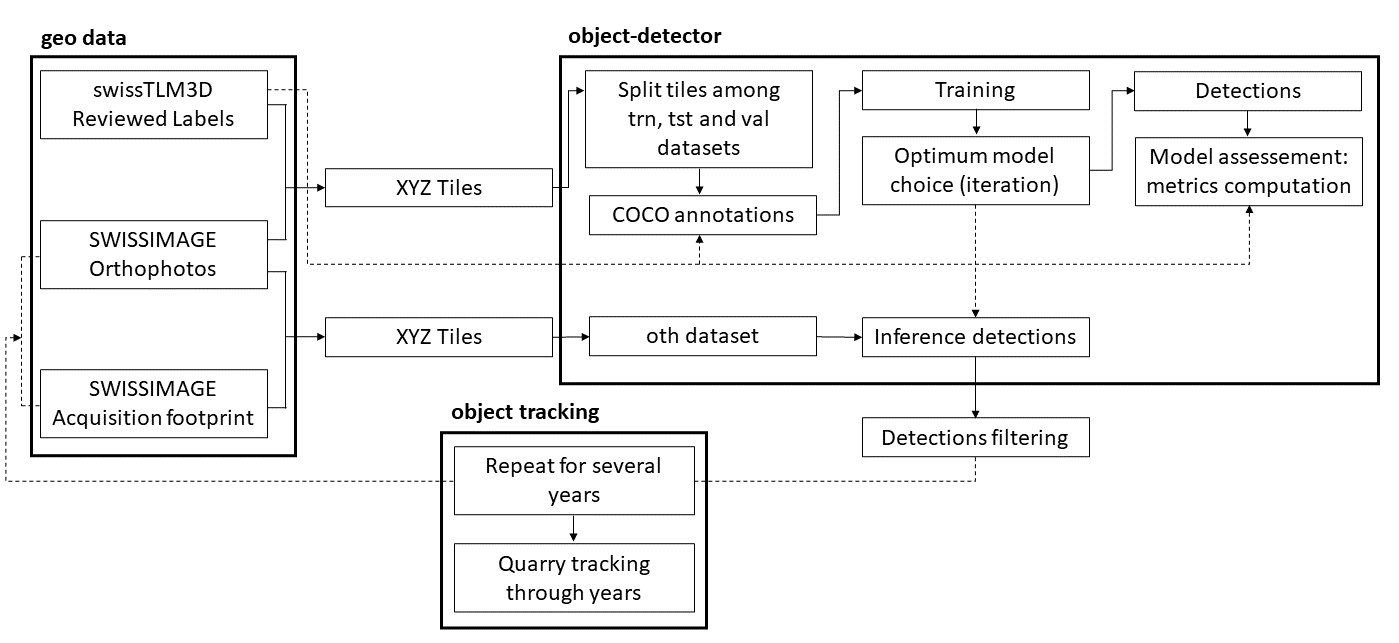 geo data
swissTLM3D
Reviewed Labels
SWISSIMAGE
Orthophotos
SWISSIMAGE
Acquisition footprint
XYZ Tiles
XYZ Tiles
object-detector
Split tiles among
trn, tst and val
datasets
COCO annotations
Training
Optimum model
choice (iteration)
Detections
Model assessement:
metrics computation
oth dataset
Inference detections
Detections filtering
object tracking
Repeat for several
years
Quarry tracking
through years